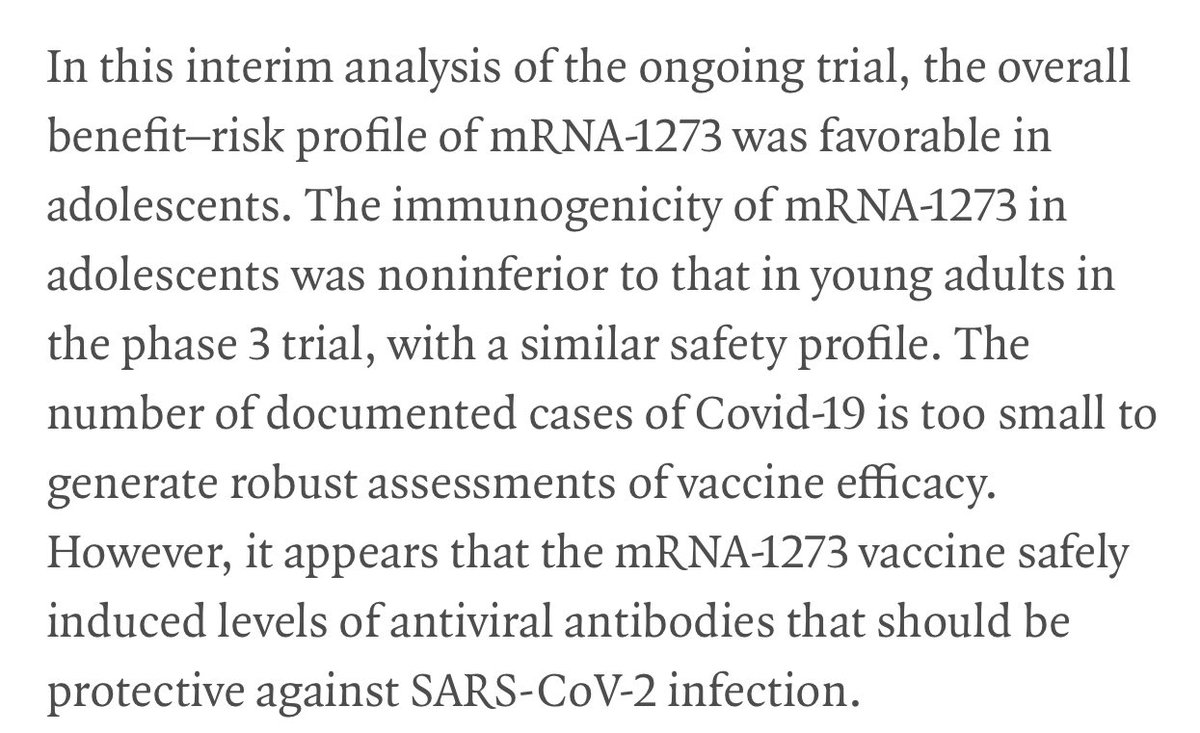 In this interim analysis of the ongoing trial, the overall
benefit–risk profile of mRNA-1273 was favorable in
adolescents. The immunogenicity of mRNA-1273 in
adolescents was noninferior to that in young adults in
the phase 3 trial, with a similar safety profile. The
number of documented cases of Covid-19 is too small to
generate robust assessments of vaccine efficacy.
However, it appears that the mRNA-1273 vaccine safely
induced levels of antiviral antibodies that should be
protective against SARS-CoV-2 infection.